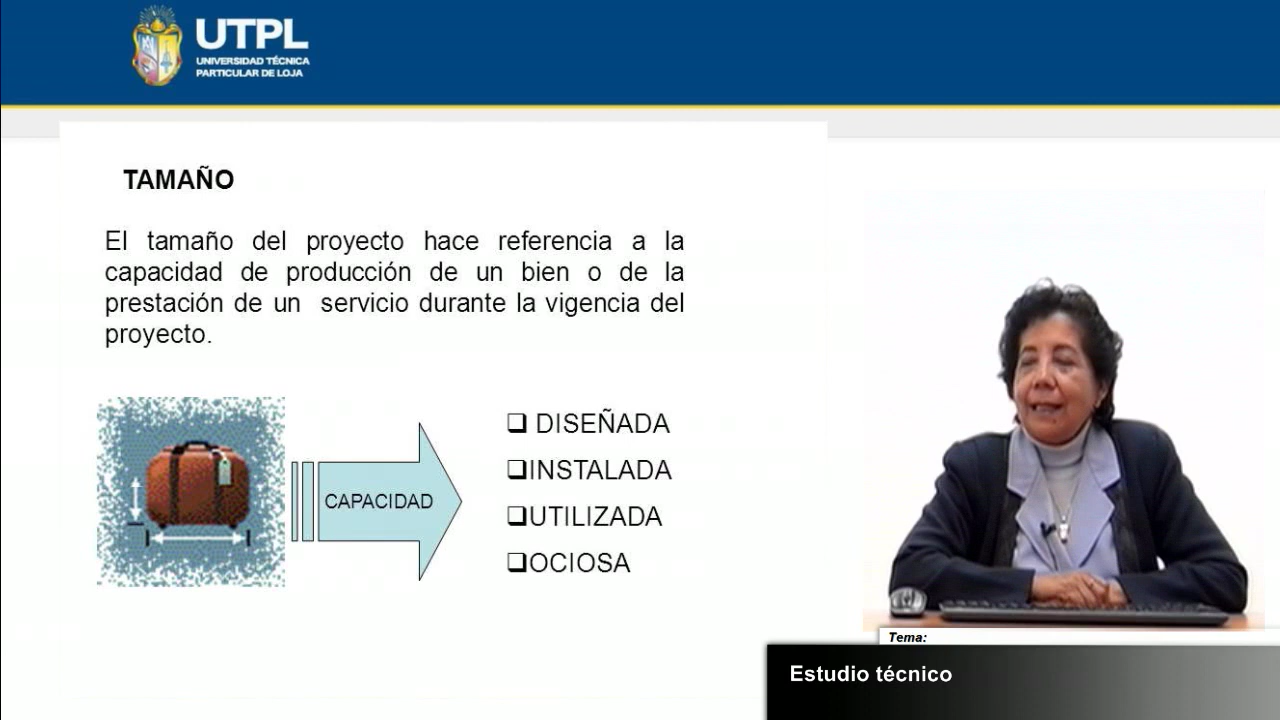 UTPL
UNIVERSIDAD TÉCNICA
PARTICULAR DE LOJA
TAMAÑO
El tamaño del proyecto hace referencia a la
capacidad de producción de un bien o de la
prestación de un servicio durante la vigencia del
proyecto.
CAPACIDAD
DISEÑADA
INSTALADA
UTILIZADA
OCIOSA
Tema:
Estudio técnico